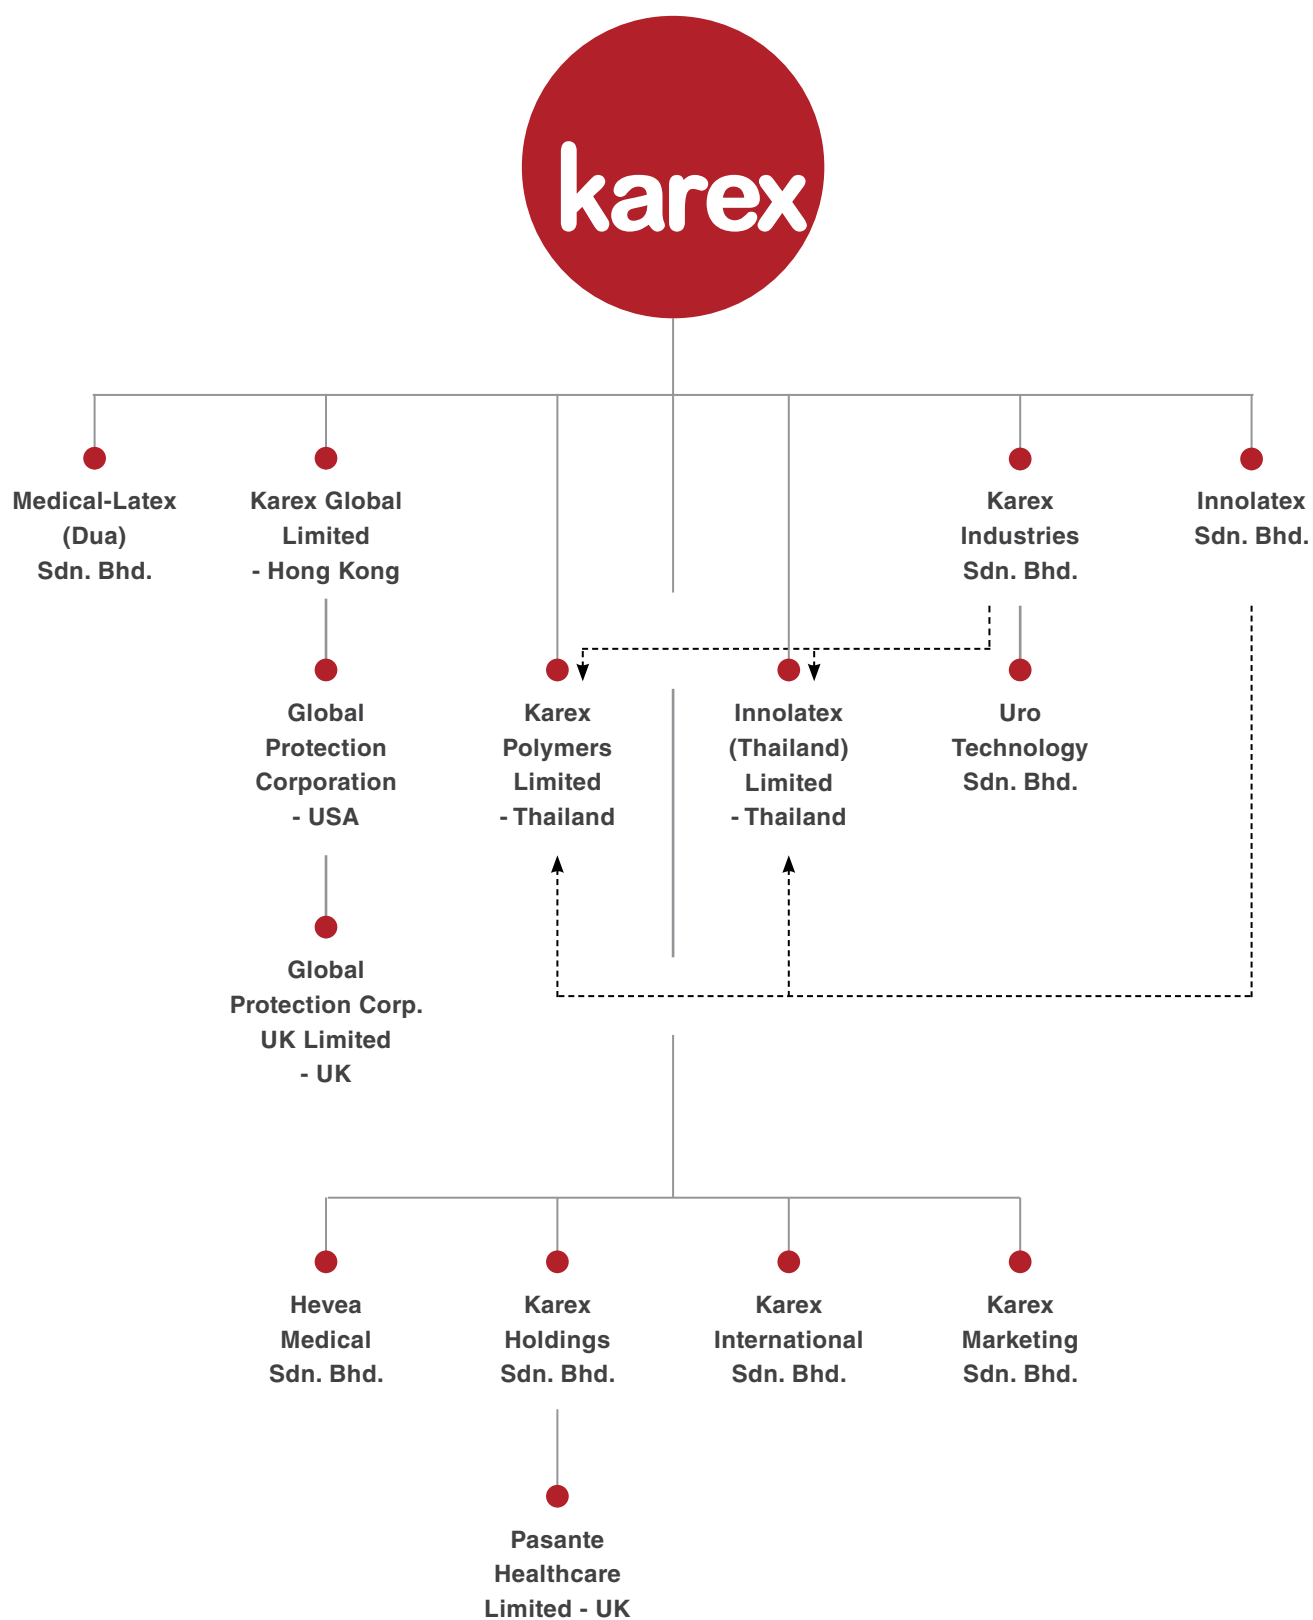 karex
Medical-Latex
(Dua)
Sdn. Bhd.
Karex Global
Limited
- Hong Kong
Karex
Industries
Sdn. Bhd.
Innolatex
Sdn. Bhd.
Global
Protection
Corporation
- USA
Karex
Polymers
Limited
- Thailand
Innolatex
(Thailand)
Limited
- Thailand
Uro
Technology
Sdn. Bhd.
Global
Protection Corp.
UK Limited
- UK
Hevea
Medical
Sdn. Bhd.
Karex
Holdings
Sdn. Bhd.
Karex
International
Sdn. Bhd.
Karex
Marketing
Sdn. Bhd.
Pasante
Healthcare
Limited - UK